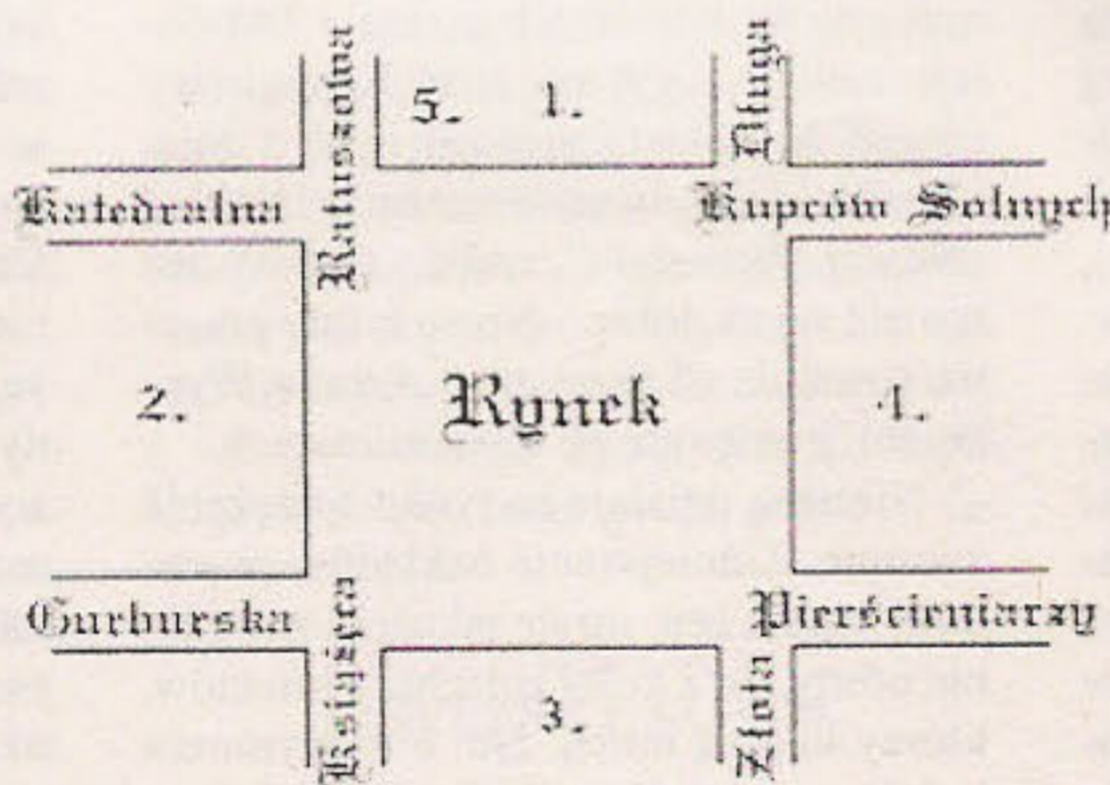 Ratuszowa
Długa
5. 1.
Katedralna
Kupców Solnych
2.
Rynek
4.
Garbarska
Pierścieniarzy
Książęca
3.
Złota